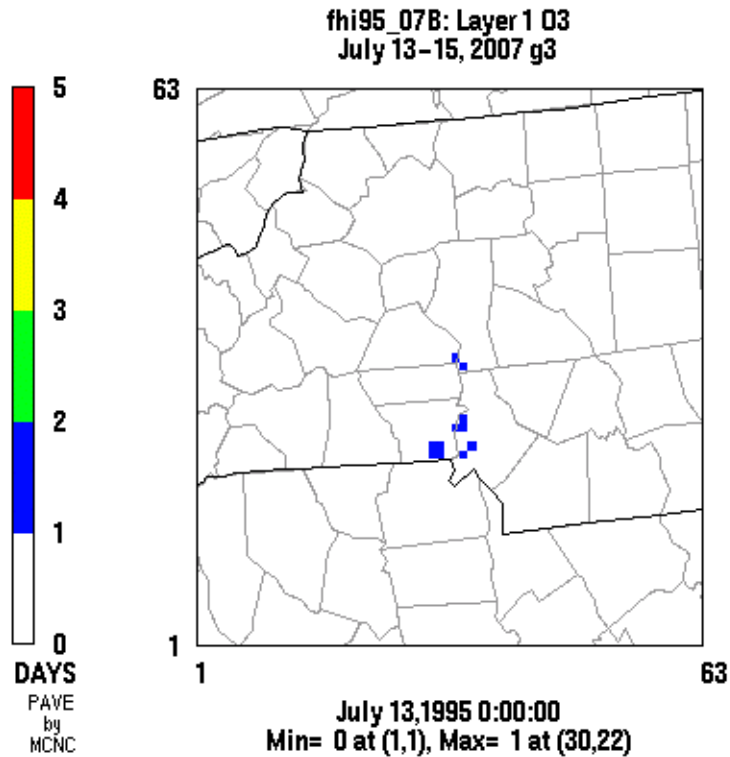 fhi95_07B: Layer 1 O3
July 13–15, 2007 g3
5
4
3
2
1
0
DAYS
PAVE
by
MCNC
63
1
1
63
July 13,1995 0:00:00
Min= 0 at (1,1), Max= 1 at (30,22)